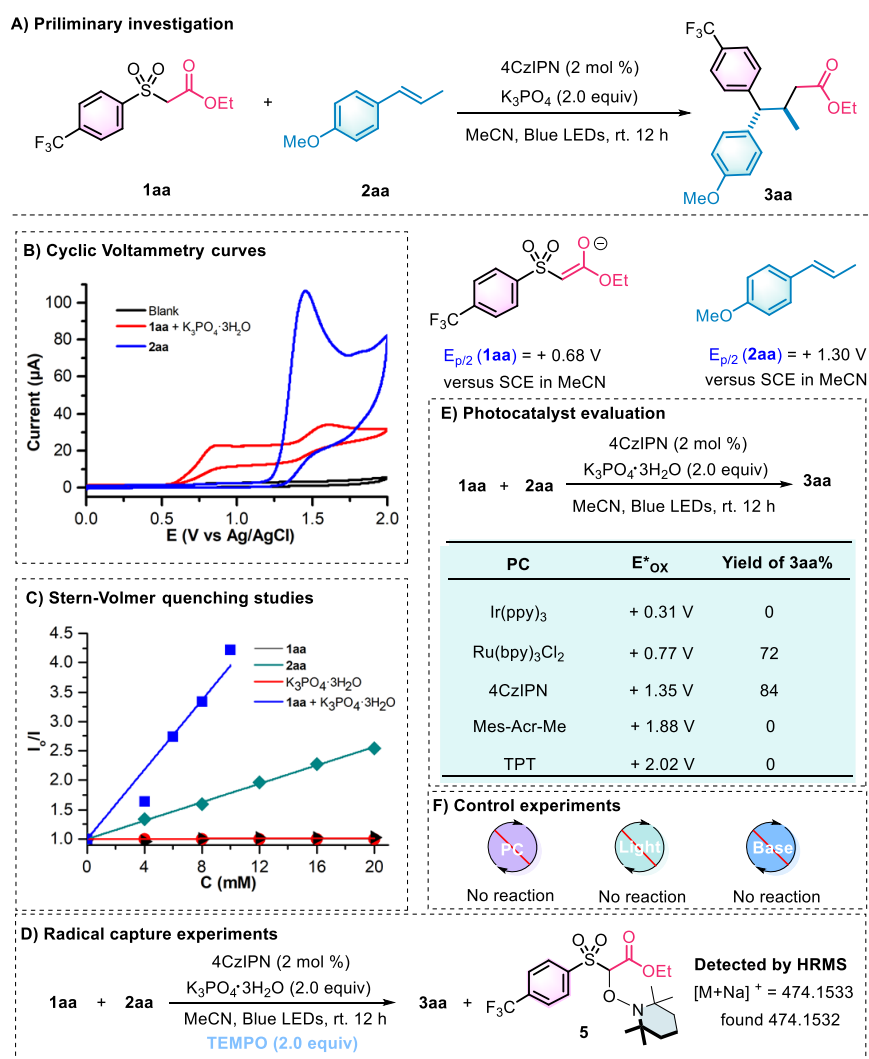 A) Priliminary investigation
F3C
O O
S
O
OEt
F3C
1aa
+
MeO
2aa
4CzIPN (2 mol %)
K3PO4 (2.0 equiv)
MeCN, Blue LEDs, rt. 12 h
O
OEt
MeO
3aa
B) Cyclic Voltammetry curves
Blank
1aa + K3PO4·3H2O
2aa
100
80
60
40
20
0
Current (µA)
0.0 0.5 1.0 1.5 2.0
E (V vs Ag/AgCl)
O O
S
O ⊖
OEt
F3C
MeO
Ep/2 (1aa) = + 0.68 V
versus SCE in MeCN
Ep/2 (2aa) = + 1.30 V
versus SCE in MeCN
C) Stern-Volmer quenching studies
1aa
2aa
K3PO4·3H2O
1aa + K3PO4·3H2O
4.5
4.0
3.5
3.0
2.5
2.0
1.5
1.0
Io/I
0 4 8 12 16 20
C (mM)
E) Photocatalyst evaluation
1aa + 2aa
4CzIPN (2 mol %)
K3PO4·3H2O (2.0 equiv)
MeCN, Blue LEDs, rt. 12 h
3aa
PC E*OX Yield of 3aa%
Ir(ppy)3 + 0.31 V 0
Ru(bpy)3Cl2 + 0.77 V 72
4CzIPN + 1.35 V 84
Mes-Acr-Me + 1.88 V 0
TPT + 2.02 V 0
F) Control experiments
PC Light Base
No reaction No reaction No reaction
D) Radical capture experiments
1aa + 2aa
4CzIPN (2 mol %)
K3PO4·3H2O (2.0 equiv)
MeCN, Blue LEDs, rt. 12 h
TEMPO (2.0 equiv)
3aa +
O O
S
O
OEt
F3C
O
N
5
Detected by HRMS
[M+Na] + = 474.1533
found 474.1532